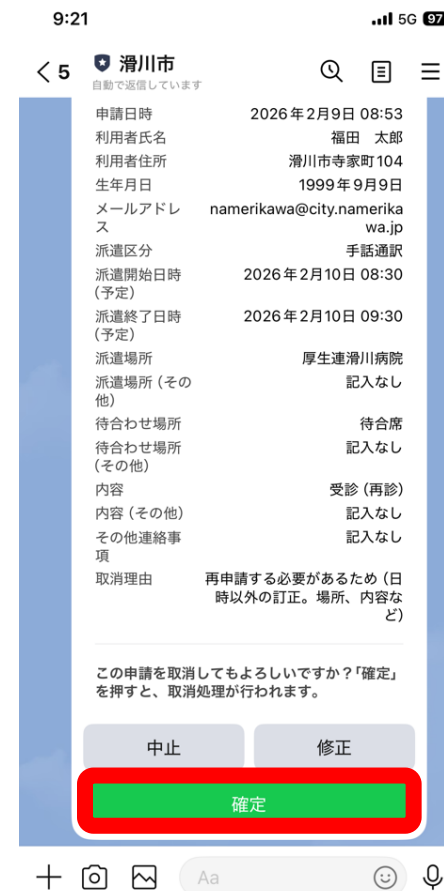 9:21
5G 97
5 滑川市
自動で返信しています
申請日時 2026年2月9日 08:53
利用者氏名 福田　太郎
利用者住所 滑川市寺家町104
生年月日 1999年9月9日
メールアドレ namerikawa@city.namerika
ス wa.jp
派遣区分 手話通訳
派遣開始日時 2026年2月10日 08:30
(予定)
派遣終了日時 2026年2月10日 09:30
(予定)
派遣場所 厚生連滑川病院
派遣場所（その 記入なし
他）
待合わせ場所 待合席
待合わせ場所 記入なし
(その他)
内容 受診（再診）
内容（その他） 記入なし
その他連絡事 記入なし
項
取消理由 再申請する必要があるため（日
時以外の訂正。場所、内容な
ど）
この申請を取消してもよろしいですか？「確定」
を押すと、取消処理が行われます。
中止 修正
確定
Aa